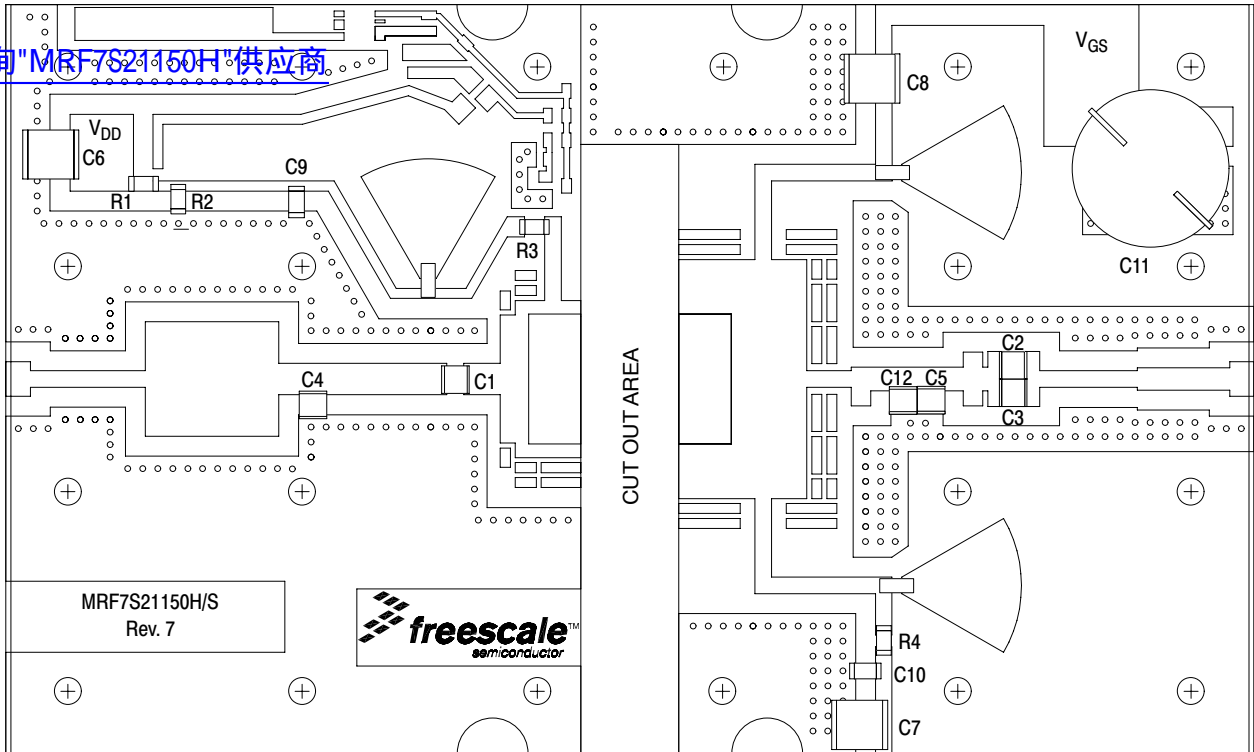 询"MRF7S21150H"供应商
VGS
C8
VDD
C6
C9
R1
R2
R3
C11
C2
C4
C1
C12
C5
C3
CUT OUT AREA
MRF7S21150H/S
Rev. 7
freescale™
semiconductor
R4
C10
C7